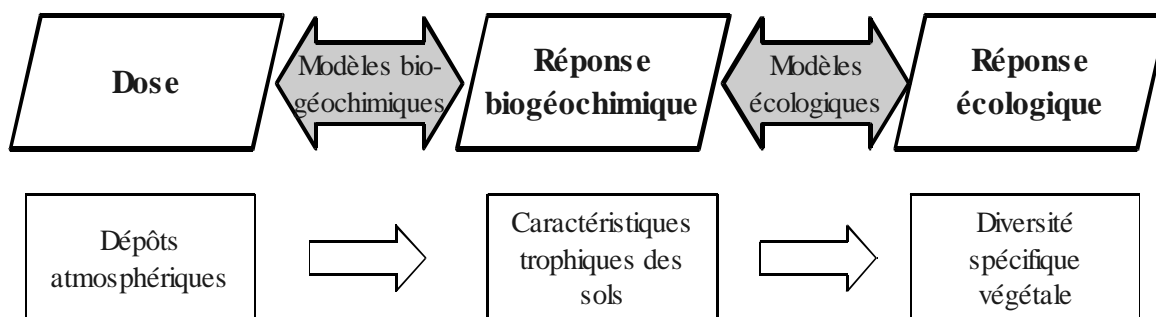 Dose
Modèles bio-
géochimiques
Réponse
biogéochimique
Modèles
écologiques
Réponse
écologique
Dépôts
atmosphériques
Caractéristiques
trophiques des
sols
Diversité
spécifique
végétale